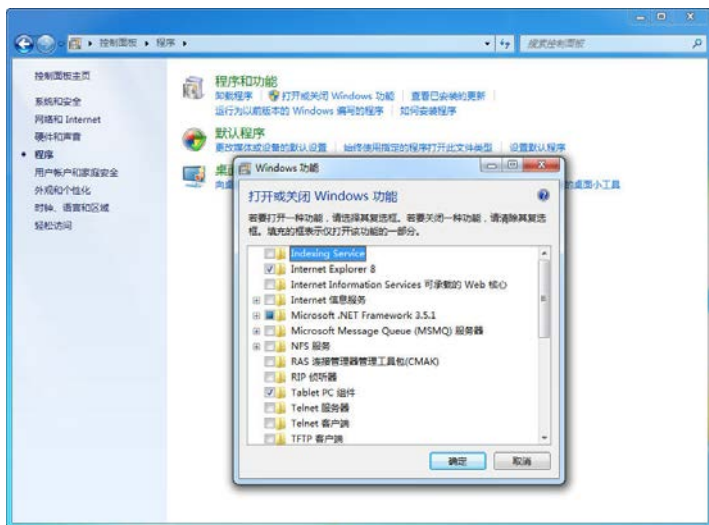 控制面板 ▸ 程序 ▸
搜索控制面板
控制面板主页
系统和安全
网络和 Internet
硬件和声音
程序
用户帐户和家庭安全
外观和个性化
时钟、语言和区域
轻松访问
程序和功能
卸载程序 打开或关闭 Windows 功能 查看已安装的更新
运行为以前版本的 Windows 编写的程序 如何安装程序
默认程序
更改媒体或设备的默认设置 始终使用指定的程序打开此文件类型 设置默认程序
桌
向桌
的桌面小工具
Windows 功能
打开或关闭 Windows 功能
若要打开一种功能，请选择其复选框。若要关闭一种功能，请清除其复选
框。填充的框表示仅打开该功能的一部分。
Indexing Service
Internet Explorer 8
Internet Information Services 可承载的 Web 核心
Internet 信息服务
Microsoft .NET Framework 3.5.1
Microsoft Message Queue (MSMQ) 服务器
NFS 服务
RAS 连接管理器管理工具包(CMAK)
RIP 侦听器
Tablet PC 组件
Telnet 服务器
Telnet 客户端
TFTP 客户端
确定 取消